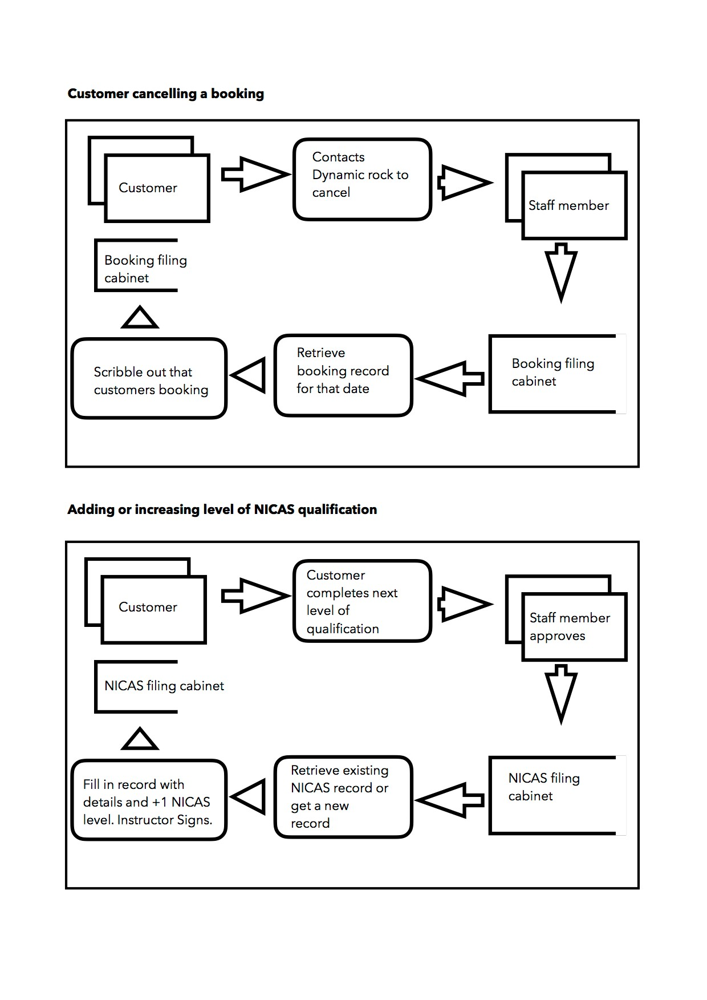 Customer cancelling a booking
Customer
Contacts
Dynamic rock to
cancel
Staff member
Booking filing
cabinet
Booking filing
cabinet
Retrieve
booking record
for that date
Scribble out that
customers booking
Adding or increasing level of NICAS qualification
Customer
Customer
completes next
level of
qualification
Staff member
approves
NICAS filing cabinet
NICAS filing
cabinet
Retrieve existing
NICAS record or
get a new
record
Fill in record with
details and +1 NICAS
level. Instructor Signs.